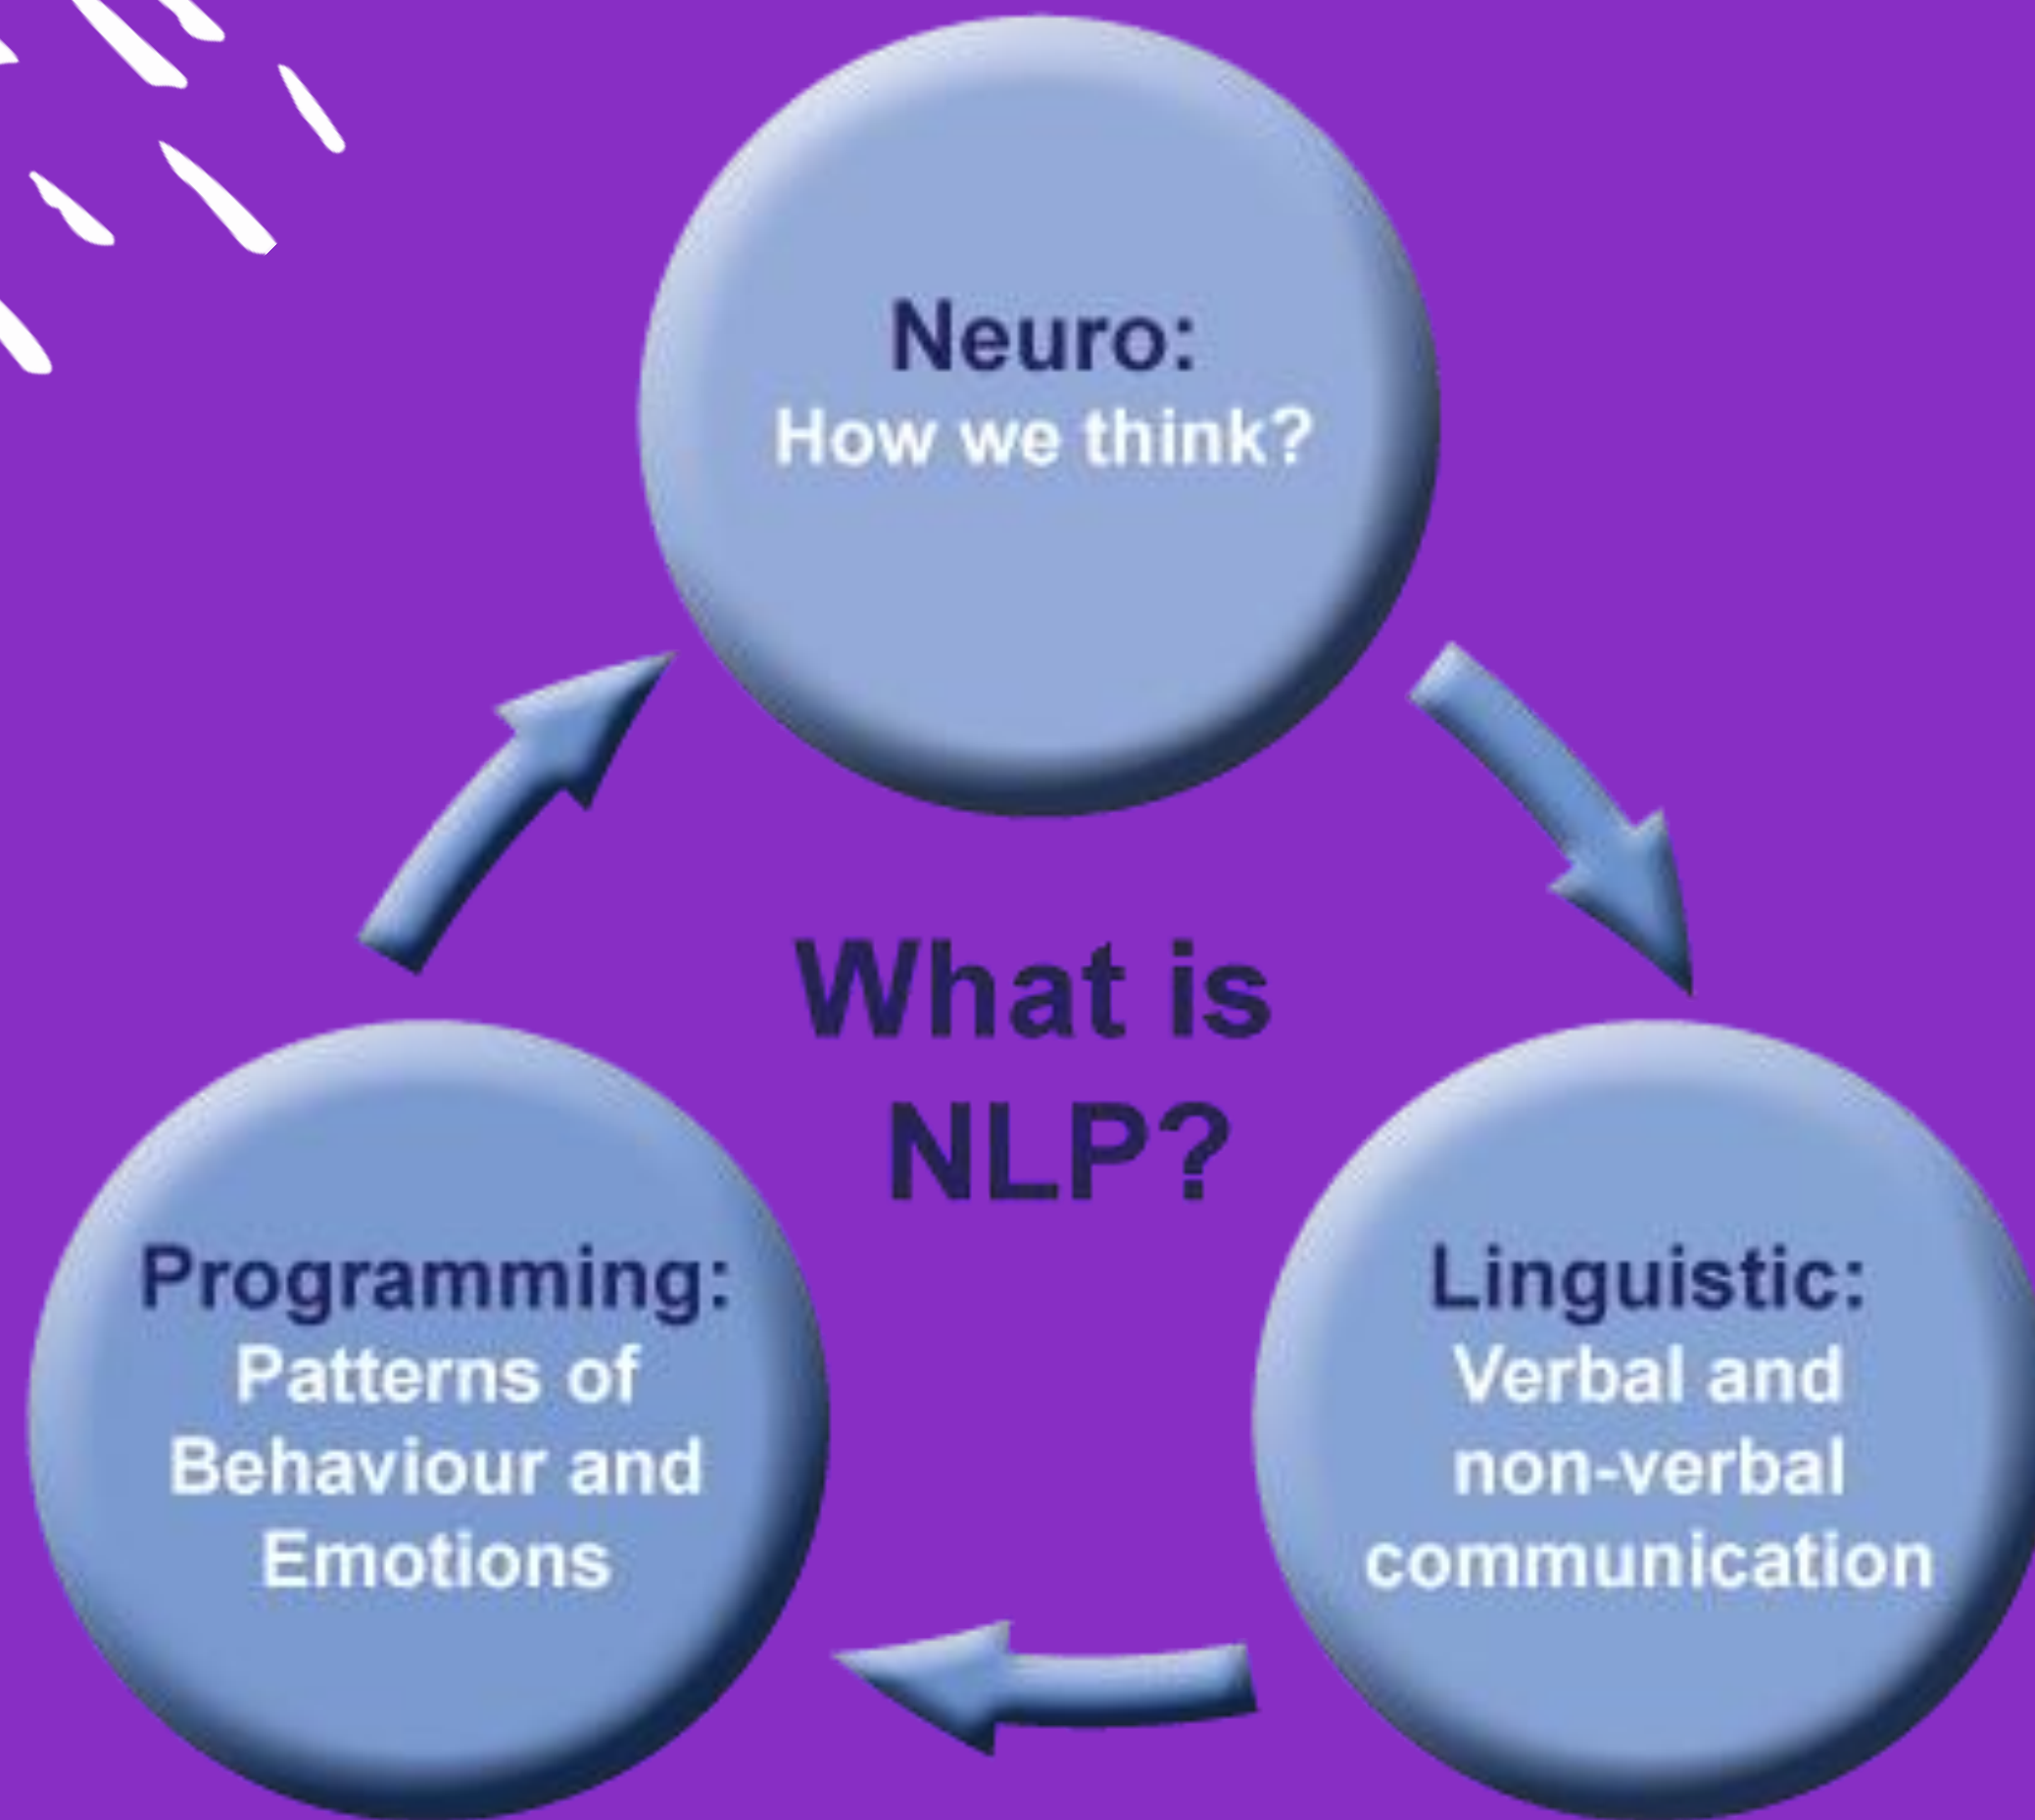 Neuro:
How we think?
What is
NLP?
Programming:
Patterns of
Behaviour and
Emotions
Linguistic:
Verbal and
non-verbal
communication